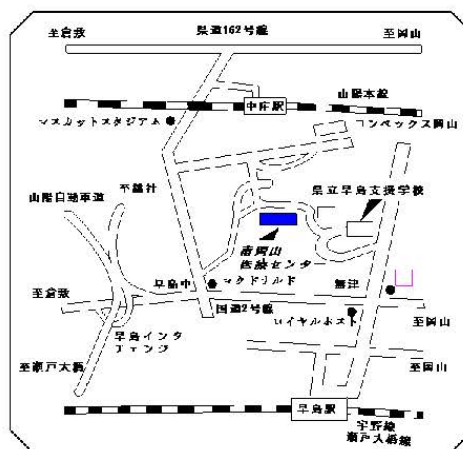 県道162号線
至倉敷
至岡山
山陽本線
中庄駅
マスカットスタジアム
コンベックス岡山
県立早島支援学校
山陽自動車道
至総社
南岡山
医療センター
早島中
マクドナルド
無津
至倉敷
国道2号線
ロイヤルホスト
至岡山
早島インター
チェンジ
至瀬戸大橋
至岡山
早島駅
宇野線
瀬戸大橋線